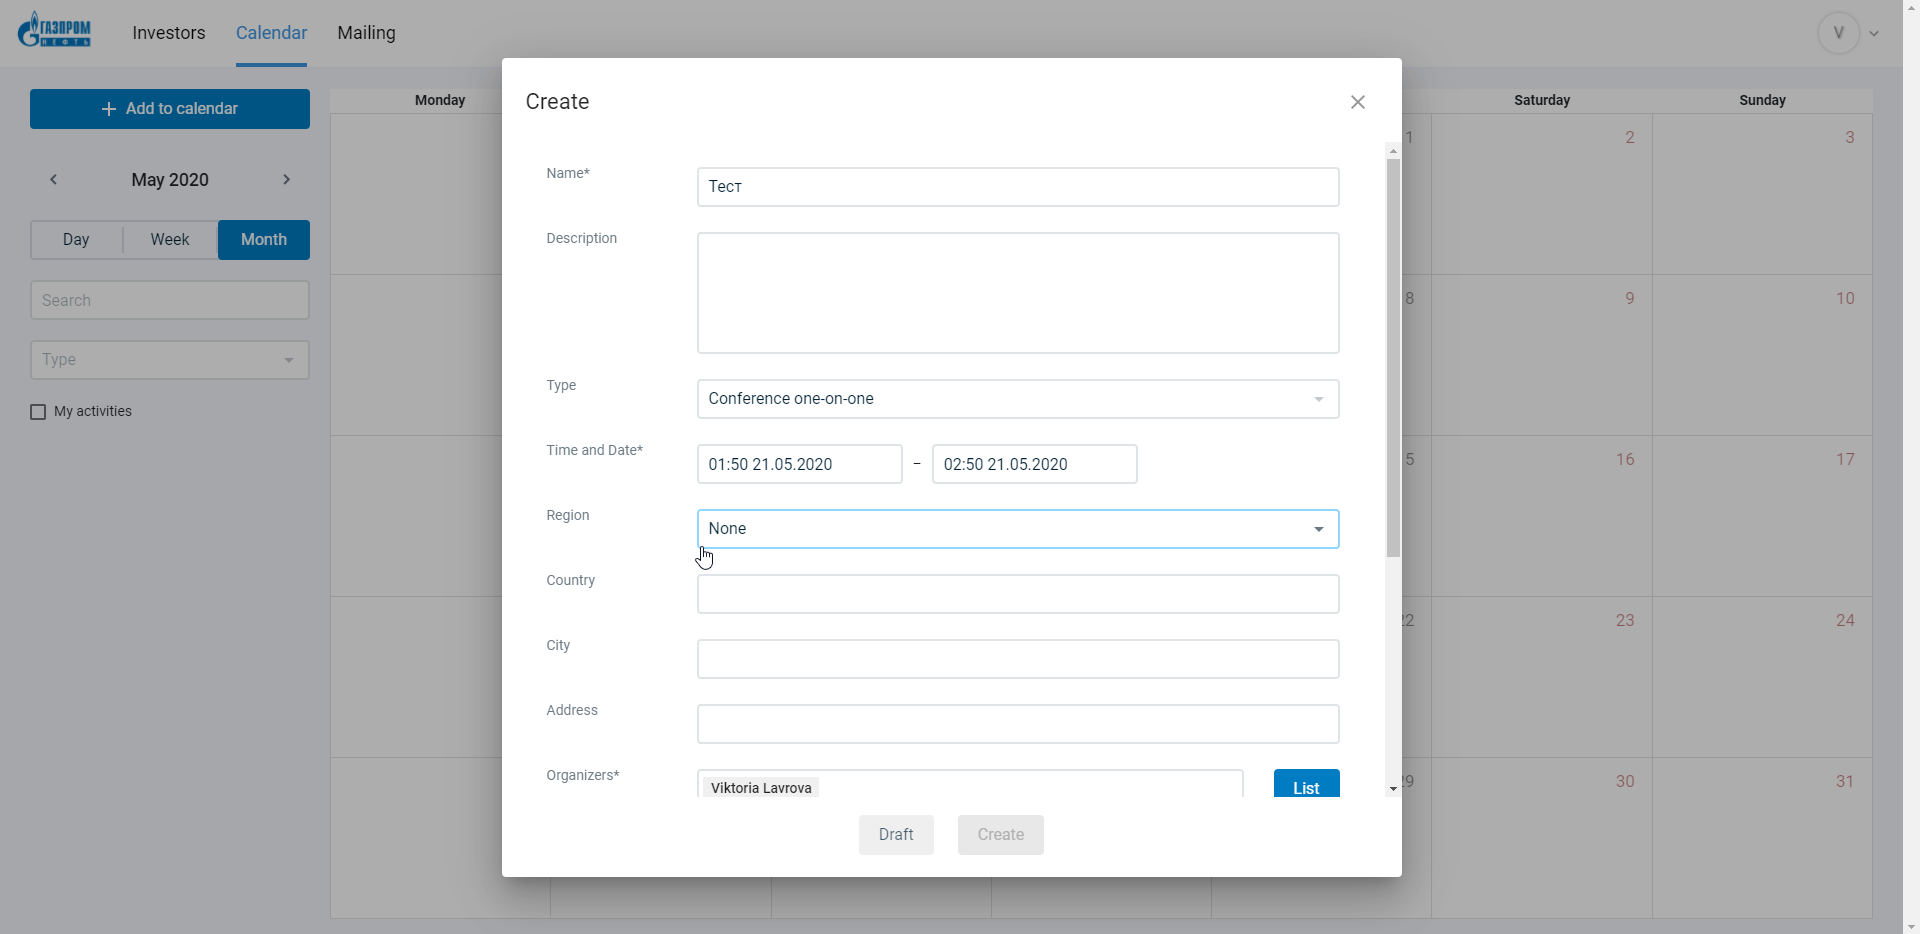 ГАЗПРОМ
НЕФТЬ
Investors
Calendar
Mailing
V
Add to calendar
May 2020
Day
Week
Month
Search
Type
My activities
Monday
Saturday
Sunday
1
2
3
8
9
10
5
16
17
22
23
24
29
30
31
Create
Name*
Тест
Description
Type
Conference one-on-one
Time and Date*
01:50 21.05.2020 – 02:50 21.05.2020
Region
None
Country
City
Address
Organizers*
Viktoria Lavrova
List
Draft
Create